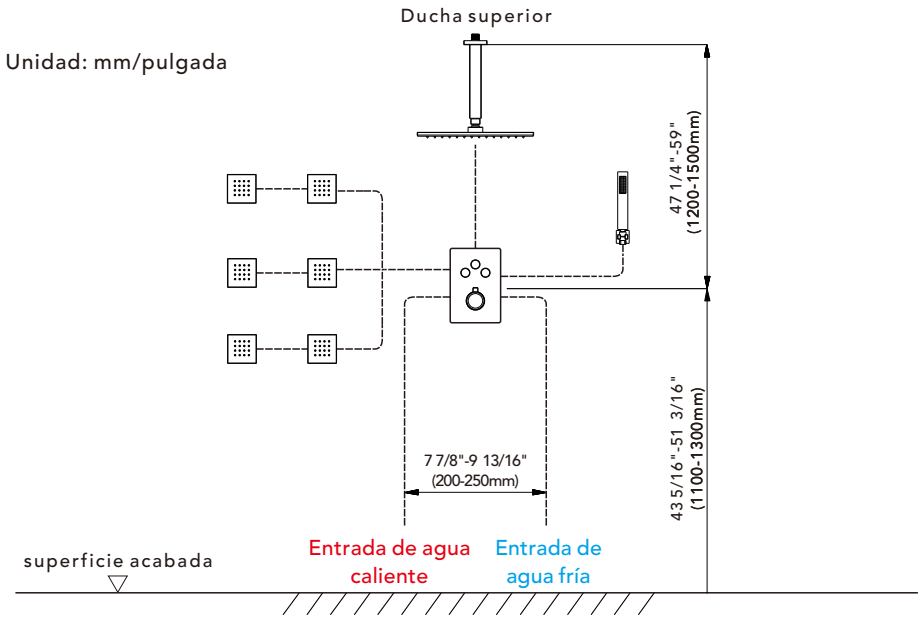 Ducha superior
Unidad: mm/pulgada
47 1/4"-59"
(1200-1500mm)
43 5/16"-51 3/16"
(1100-1300mm)
7 7/8"-9 13/16"
(200-250mm)
Entrada de agua
caliente
Entrada de
agua fría
superficie acabada